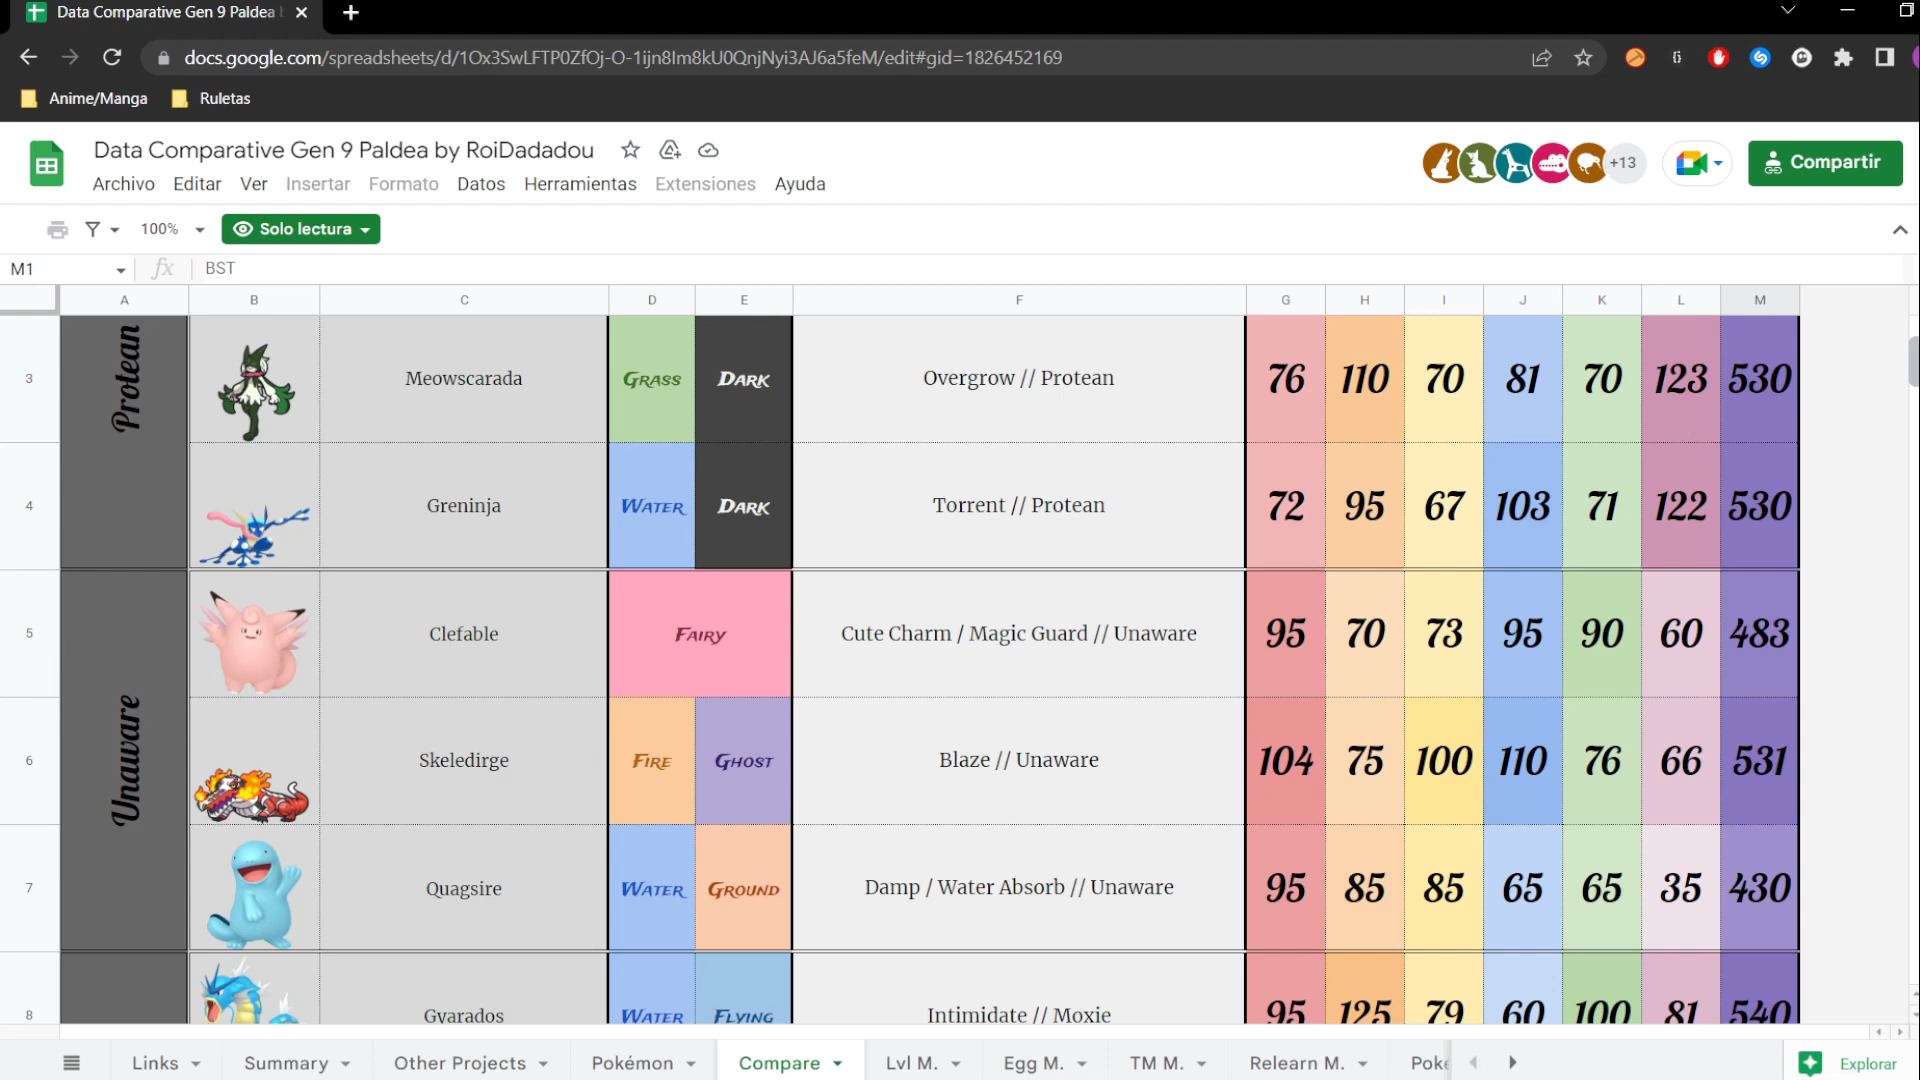 Data Comparative Gen 9 Paldea
docs.google.com/spreadsheets/d/1Ox3SwLFTP0ZfOj-O-1ijn8Im8kU0QnjNyi3AJ6a5feM/edit#gid=1826452169
Anime/Manga Ruletas
Data Comparative Gen 9 Paldea by RoiDadadou
+13 Compartir
Archivo Editar Ver Insertar Formato Datos Herramientas Extensiones Ayuda
100% Solo lectura
M1 fx BST
A B C D E F G H I J K L M
Protean
3 Meowscarada Grass Dark Overgrow // Protean 76 110 70 81 70 123 530
4 Greninja Water Dark Torrent // Protean 72 95 67 103 71 122 530
Unaware
5 Clefable Fairy Cute Charm / Magic Guard // Unaware 95 70 73 95 90 60 483
6 Skeledirge Fire Ghost Blaze // Unaware 104 75 100 110 76 66 531
7 Quagsire Water Ground Damp / Water Absorb // Unaware 95 85 85 65 65 35 430
8 Gyarados Water Flying Intimidate // Moxie 95 125 79 60 100 81 540
Links Summary Other Projects Pokémon Compare Lvl M. Egg M. TM M. Relearn M. Poke Explorar